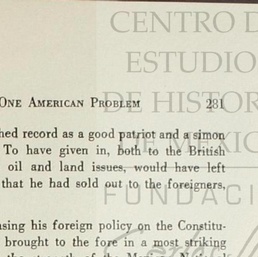 CENTRO D
ESTUDIO
DE HISTOR
DE MEXIC
FUNDACI
ONE AMERICAN PROBLEM 231
hed record as a good patriot and a simon
To have given in, both to the British
oil and land issues, would have left
that he had sold out to the foreigners.
asing his foreign policy on the Constitu-
brought to the fore in a most striking